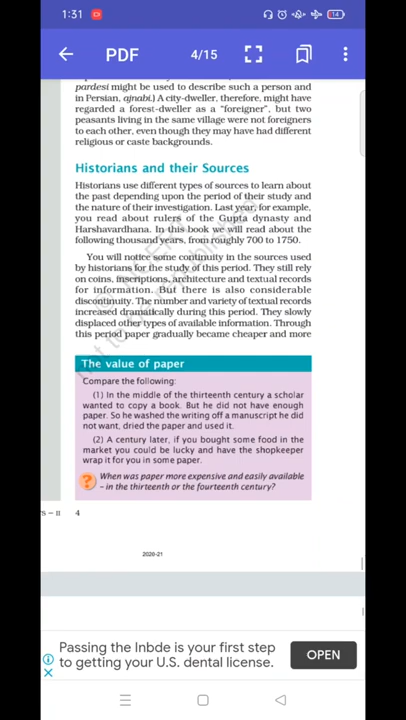 1:31
14
PDF
4/15
pardesi might be used to describe such a person and
in Persian, ajnabi.) A city-dweller, therefore, might have
regarded a forest-dweller as a "foreigner", but two
peasants living in the same village were not foreigners
to each other, even though they may have had different
religious or caste backgrounds.
Historians and their Sources
Historians use different types of sources to learn about
the past depending upon the period of their study and
the nature of their investigation. Last year, for example,
you read about rulers of the Gupta dynasty and
Harshavardhana. In this book we will read about the
following thousand years, from roughly 700 to 1750.
You will notice some continuity in the sources used
by historians for the study of this period. They still rely
on coins, inscriptions, architecture and textual records
for information. But there is also considerable
discontinuity. The number and variety of textual records
increased dramatically during this period. They slowly
displaced other types of available information. Through
this period paper gradually became cheaper and more
The value of paper
Compare the following:
(1) In the middle of the thirteenth century a scholar
wanted to copy a book. But he did not have enough
paper. So he washed the writing off a manuscript he did
not want, dried the paper and used it.
(2) A century later, if you bought some food in the
market you could be lucky and have the shopkeeper
wrap it for you in some paper.
? When was paper more expensive and easily available
– in the thirteenth or the fourteenth century?
TS – II 4
2020-21
Passing the Inbde is your first step
to getting your U.S. dental license.
OPEN